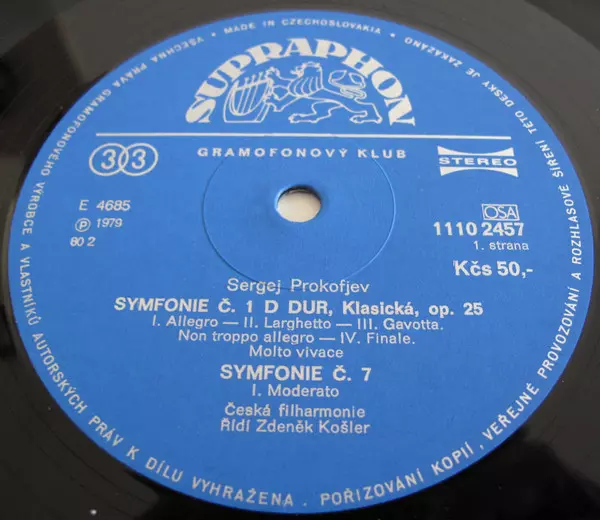 MADE IN CZECHOSLOVAKIA
SUPRAPHON
33
GRAMOFONOVÝ KLUB
STEREO
E 4685
Ⓟ 1979
80 2
OSA
1110 2457
1. strana
Kčs 50,-
Sergej Prokofjev
SYMFONIE Č. 1 D DUR, Klasická, op. 25
I. Allegro — II. Larghetto — III. Gavotta.
Non troppo allegro — IV. Finale.
Molto vivace
SYMFONIE Č. 7
I. Moderato
Česká filharmonie
Řídí Zdeněk Košler
VŠECHNA PRÁVA GRAMOFONOVÉHO VÝROBCE A VLASTNÍKŮ AUTORSKÝCH PRÁV K DÍLU VYHRAŽENA. POŘIZOVÁNÍ KOPIÍ, VEŘEJNÉ PROVOZOVÁNÍ A ROZHLASOVÉ ŠÍŘENÍ TÉTO DESKY JE ZAKÁZÁNO